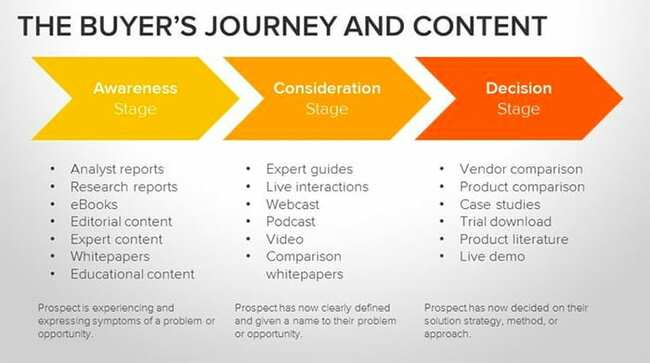 THE BUYER'S JOURNEY AND CONTENT
Awareness
Stage
Consideration
Stage
Decision
Stage
• Analyst reports
• Research reports
• eBooks
• Editorial content
• Expert content
• Whitepapers
• Educational content
• Expert guides
• Live interactions
• Webcast
• Podcast
• Video
• Comparison
whitepapers
• Vendor comparison
• Product comparison
• Case studies
• Trial download
• Product literature
• Live demo
Prospect is experiencing and
expressing symptoms of a problem or
opportunity.
Prospect has now clearly defined
and given a name to their problem
or opportunity.
Prospect has now decided on their
solution strategy, method, or
approach.